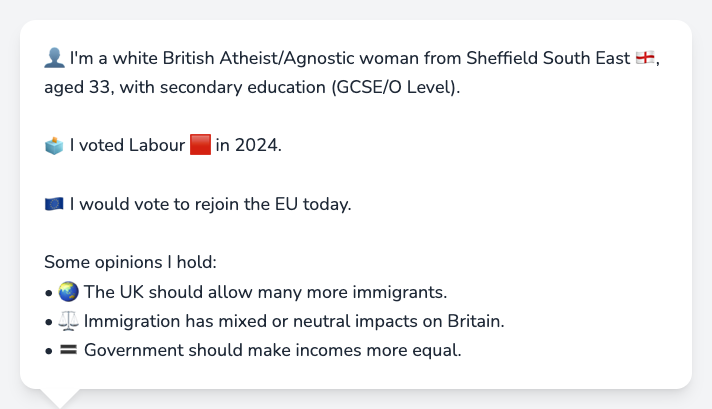 👤 I'm a white British Atheist/Agnostic woman from Sheffield South East 🏴󠁧󠁢󠁥󠁮󠁧󠁿,
aged 33, with secondary education (GCSE/O Level).
🗳️ I voted Labour 🟥 in 2024.
🇪🇺 I would vote to rejoin the EU today.
Some opinions I hold:
• 🌏 The UK should allow many more immigrants.
• ⚖️ Immigration has mixed or neutral impacts on Britain.
• 🟰 Government should make incomes more equal.